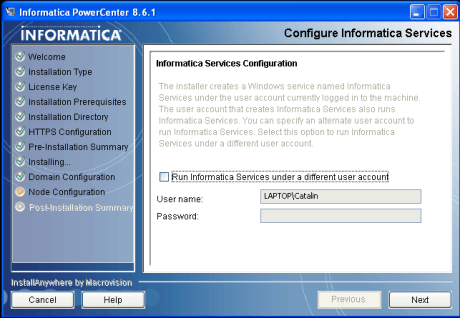 Informatica PowerCenter 8.6.1
INFORMATICA
Configure Informatica Services
Welcome
Installation Type
License Key
Installation Prerequisites
Installation Directory
HTTPS Configuration
Pre-Installation Summary
Installing...
Domain Configuration
Node Configuration
Post-Installation Summary
Informatica Services Configuration
The installer creates a Windows service named Informatica
Services under the user account currently logged in to the machine.
The user account that creates Informatica Services also runs
Informatica Services. You can specify an alternate user account to
run Informatica Services. Select this option to run Informatica
Services under a different user account.
Run Informatica Services under a different user account
User name:
LAPTOP\Catalin
Password:
InstallAnywhere by Macrovision
Cancel
Help
Previous
Next